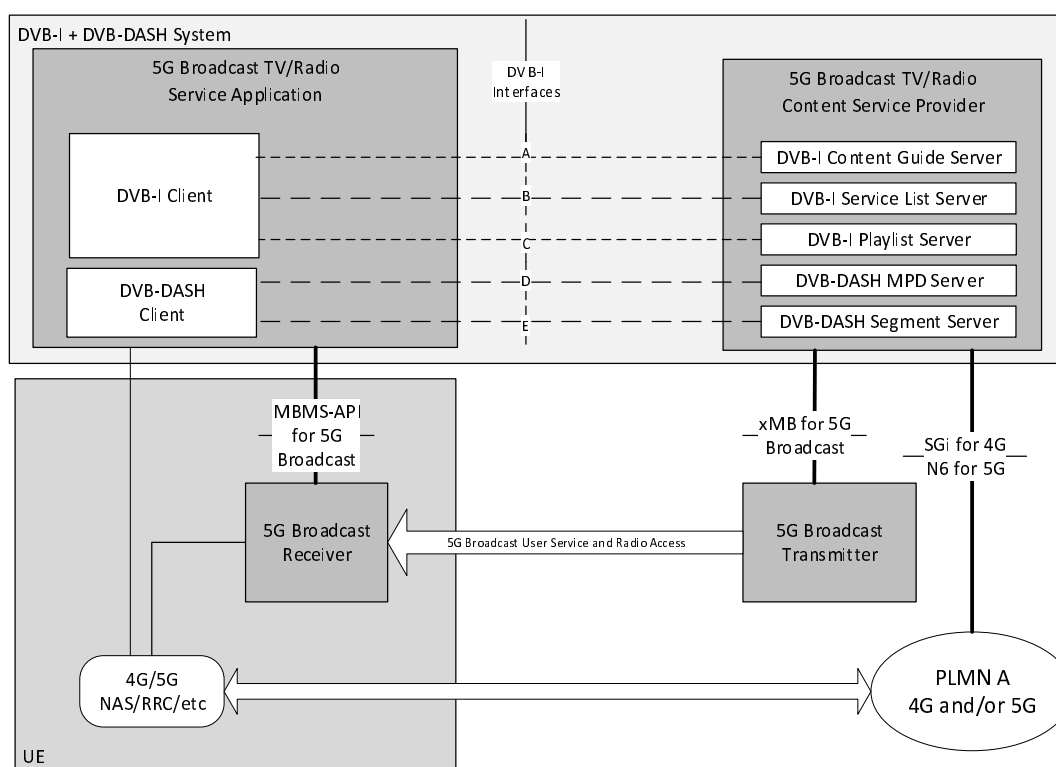 DVB-I + DVB-DASH System
5G Broadcast TV/Radio
Service Application
DVB-I
Interfaces
5G Broadcast TV/Radio
Content Service Provider
DVB-I Client
A
DVB-I Content Guide Server
B
DVB-I Service List Server
C
DVB-I Playlist Server
DVB-DASH
Client
D
DVB-DASH MPD Server
E
DVB-DASH Segment Server
MBMS-API
for 5G
Broadcast
xMB for 5G
Broadcast
SGi for 4G
N6 for 5G
5G Broadcast
Receiver
5G Broadcast User Service and Radio Access
5G Broadcast
Transmitter
4G/5G
NAS/RRC/etc
PLMN A
4G and/or 5G
UE